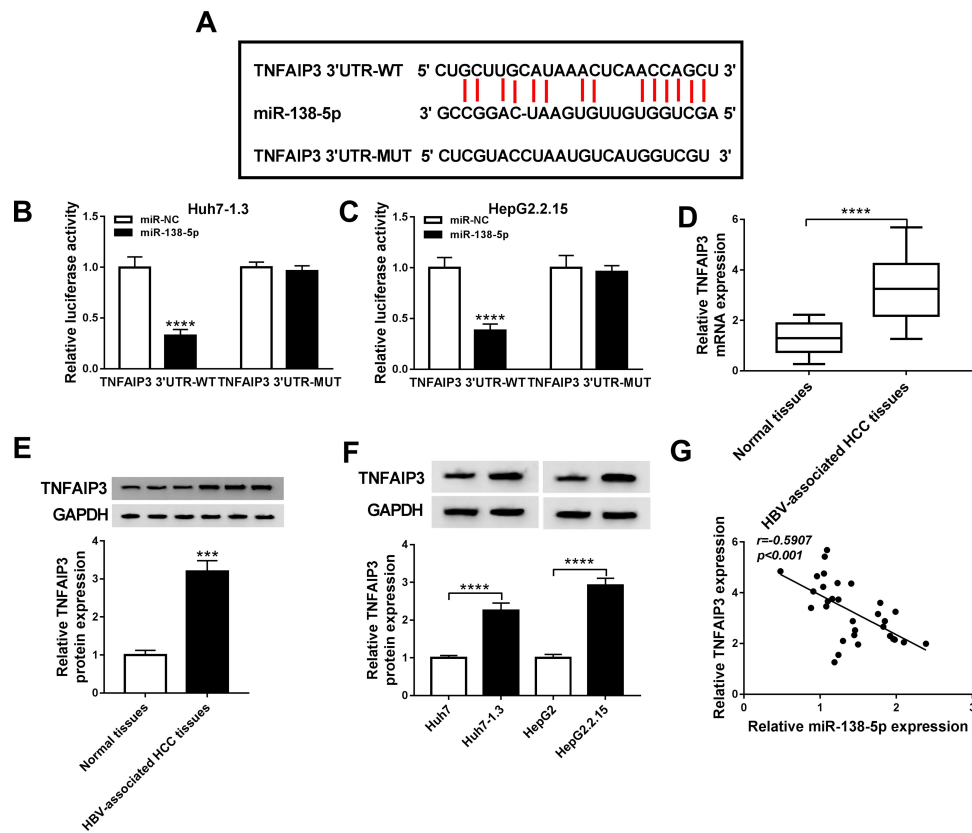 A
TNFAIP3 3'UTR-WT 5' CUGCUUGCAUAAACUCAACCAGCU 3'
miR-138-5p 3' GCCGGAC-UAAGUGUUGUGGUCGA 5'
TNFAIP3 3'UTR-MUT 5' CUCGUACCUAAUGUCAUGGUCGU 3'
B
Huh7-1.3
miR-NC
miR-138-5p
Relative luciferase activity
1.5
1.0
0.5
0.0
****
TNFAIP3 3'UTR-WT TNFAIP3 3'UTR-MUT
C
HepG2.2.15
miR-NC
miR-138-5p
Relative luciferase activity
1.5
1.0
0.5
0.0
****
TNFAIP3 3'UTR-WT TNFAIP3 3'UTR-MUT
D
Relative TNFAIP3
mRNA expression
6
4
2
0
****
Normal tissues
HBV-associated HCC tissues
E
TNFAIP3
GAPDH
Relative TNFAIP3
protein expression
4
3
2
1
0
***
Normal tissues
HBV-associated HCC tissues
F
TNFAIP3
GAPDH
Relative TNFAIP3
protein expression
4
3
2
1
0
****
****
Huh7
Huh7-1.3
HepG2
HepG2.2.15
G
Relative TNFAIP3 expression
6
4
2
0
r=-0.5907
p<0.001
0 1 2 3
Relative miR-138-5p expression